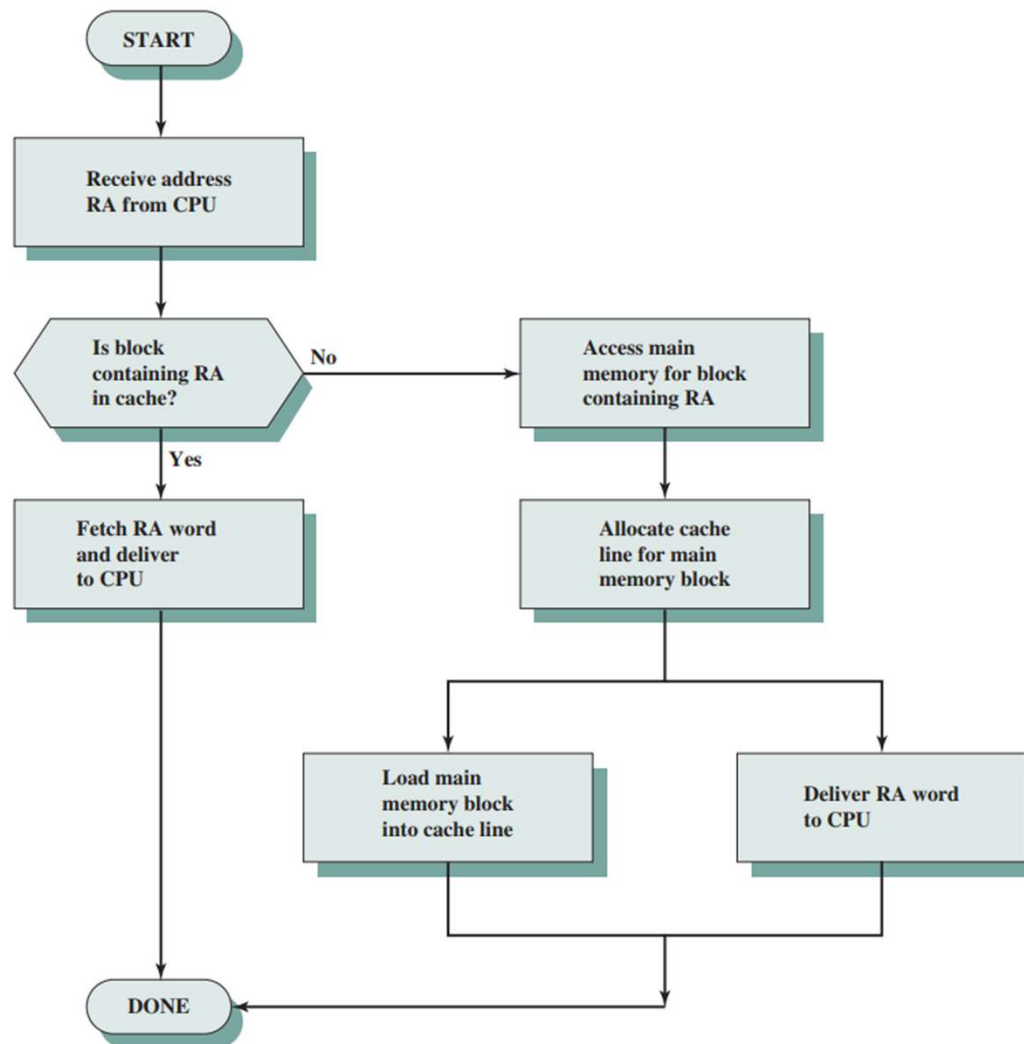 START
Receive address
RA from CPU
Is block
containing RA
in cache?
No
Access main
memory for block
containing RA
Yes
Fetch RA word
and deliver
to CPU
Allocate cache
line for main
memory block
Load main
memory block
into cache line
Deliver RA word
to CPU
DONE